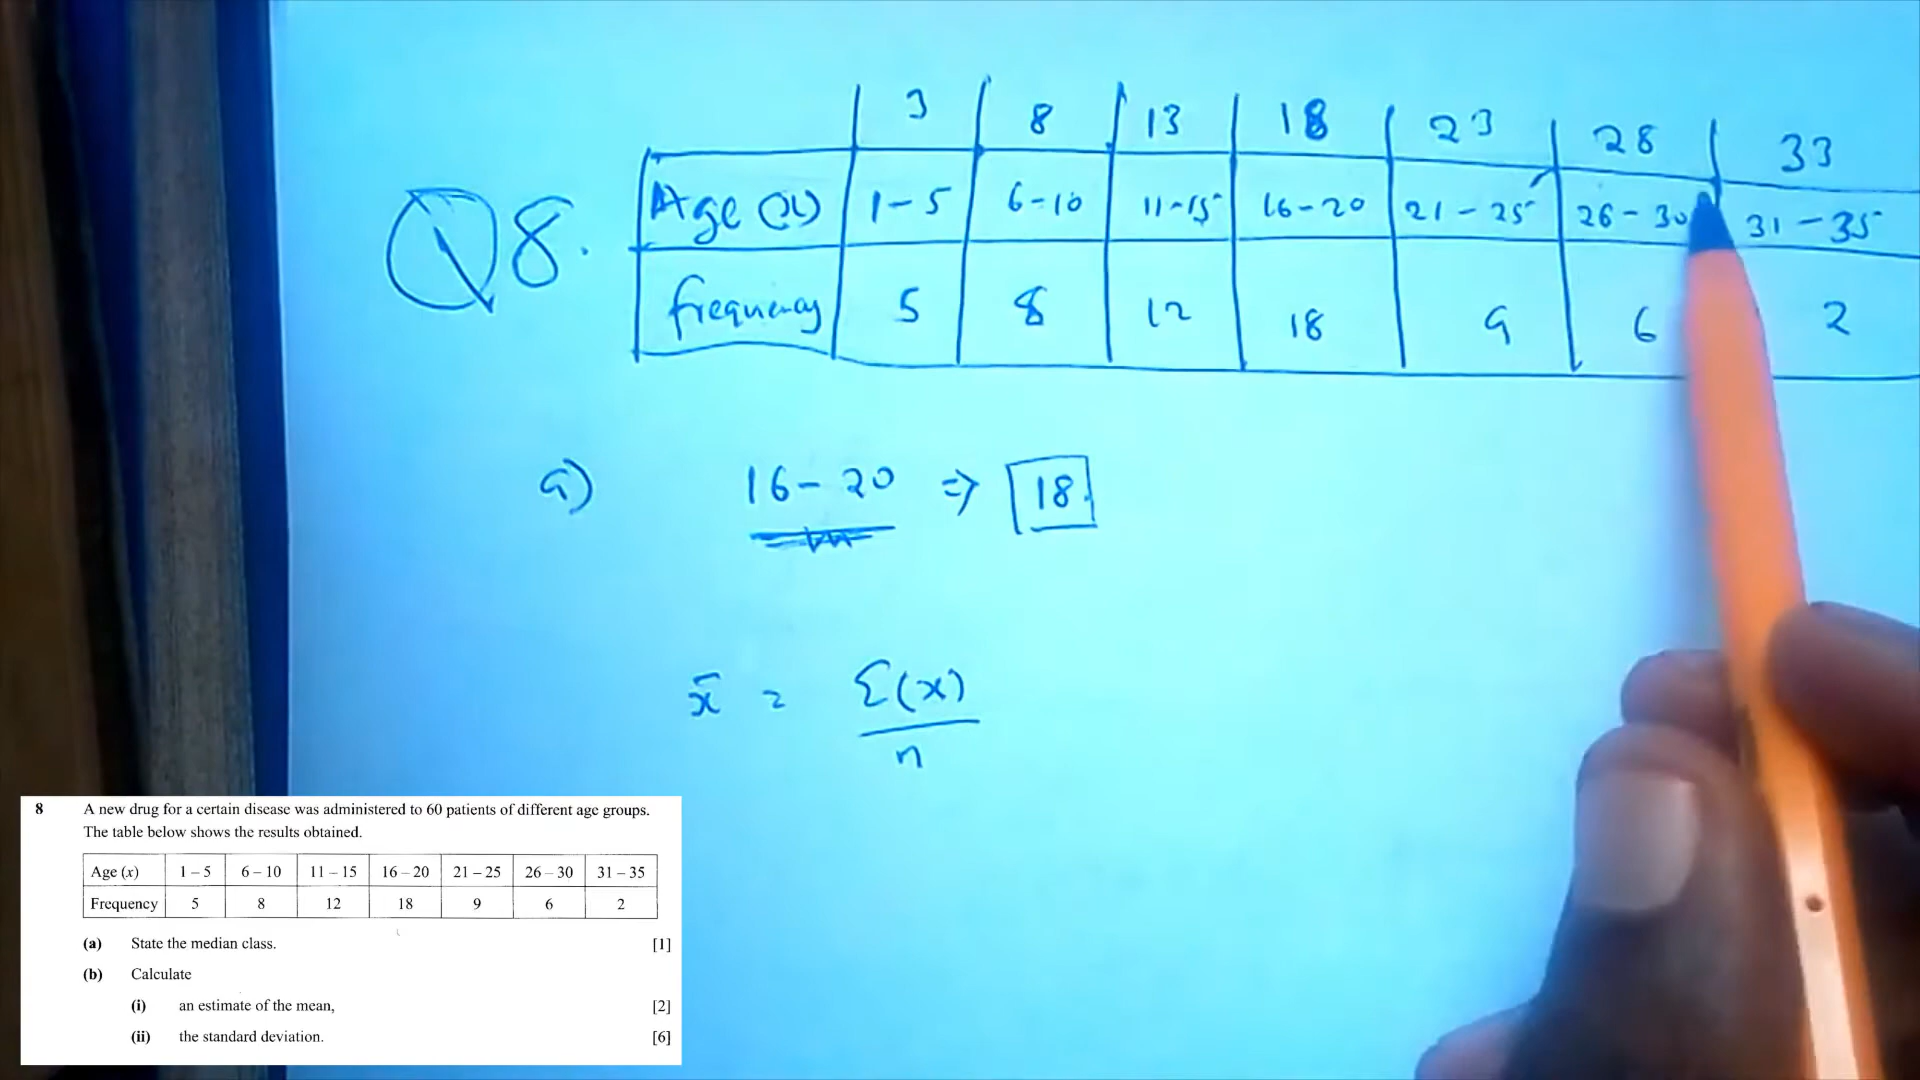 3 8 13 18 23 28 33
Q8. Age (x) 1-5 6-10 11-15 16-20 21-25 26-30 31-35
frequency 5 8 12 18 9 6 2
a) 16-20 => 18.
x̄ = Σ(x)
n
8 A new drug for a certain disease was administered to 60 patients of different age groups.
The table below shows the results obtained.
Age (x) 1 – 5 6 – 10 11 – 15 16 – 20 21 – 25 26 – 30 31 – 35
Frequency 5 8 12 18 9 6 2
(a) State the median class. [1]
(b) Calculate
(i) an estimate of the mean, [2]
(ii) the standard deviation. [6]